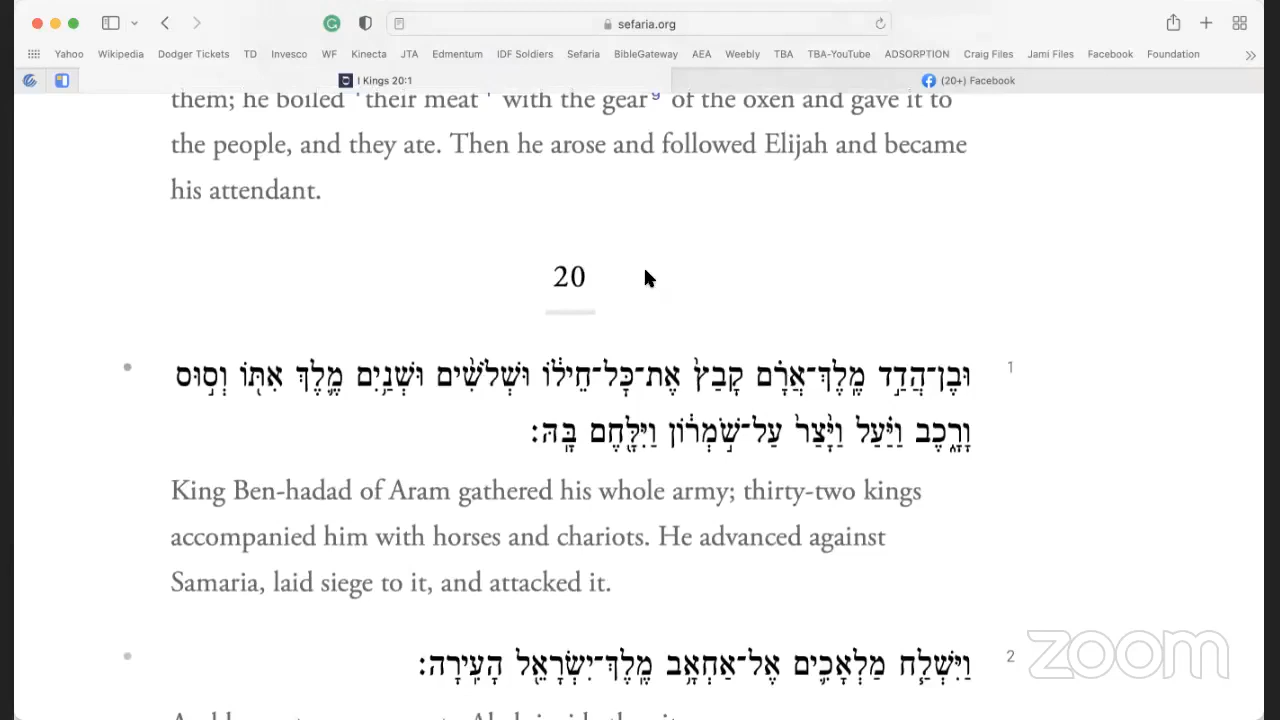 sefaria.org
Yahoo Wikipedia Dodger Tickets TD Invesco WF Kinecta JTA Edmentum IDF Soldiers Sefaria BibleGateway AEA Weebly TBA TBA-YouTube ADSORPTION Craig Files Jami Files Facebook Foundation
I Kings 20:1 (20+) Facebook
them; he boiled their meat with the gear g of the oxen and gave it to
the people, and they ate. Then he arose and followed Elijah and became
his attendant.
20
1
וּבֶן־הֲדַ֣ד מֶֽלֶךְ־אֲרָ֗ם קָבַץ֙ אֶת־כׇּל־חֵיל֔וֹ וּשְׁלֹשִׁ֨ים וּשְׁנַ֥יִם מֶ֛לֶךְ אִתּ֖וֹ וְס֣וּס
וָרָ֑כֶב וַיַּ֗עַל וַיָּ֙צַר֙ עַל־שֹׁ֣מְר֔וֹן וַיִּלָּ֖חֶם בָּֽהּ׃
King Ben-hadad of Aram gathered his whole army; thirty-two kings
accompanied him with horses and chariots. He advanced against
Samaria, laid siege to it, and attacked it.
2
וַיִּשְׁלַ֧ח מַלְאָכִ֛ים אֶל־אַחְאָ֥ב מֶֽלֶךְ־יִשְׂרָאֵ֖ל הָעִֽירָה׃
zoom